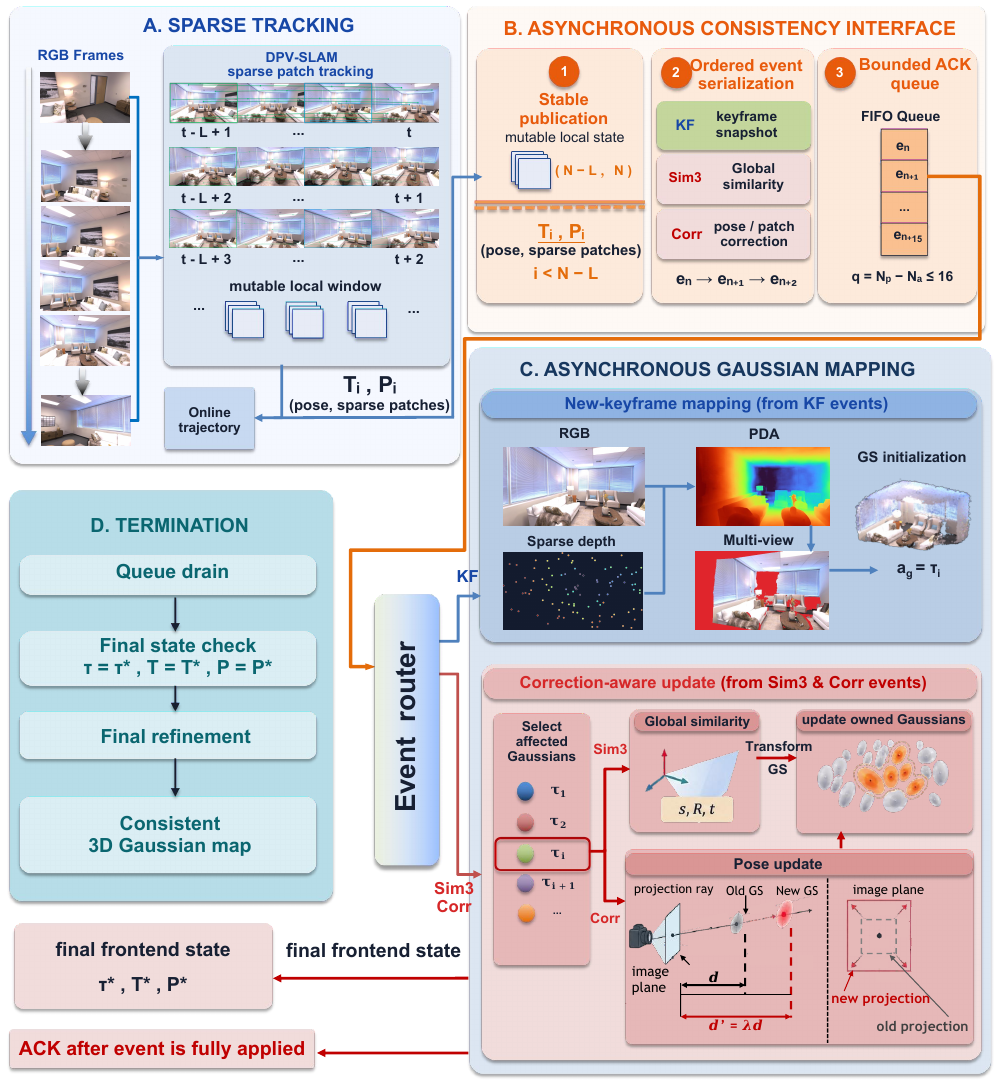 A. SPARSE TRACKING
RGB Frames
DPV-SLAM
sparse patch tracking
t - L + 1 ... t
t - L + 2 ... t + 1
t - L + 3 ... t + 2
mutable local window
... ...
Online
trajectory
Tᵢ , Pᵢ
(pose, sparse patches)
B. ASYNCHRONOUS CONSISTENCY INTERFACE
1
Stable
publication
mutable local state
( N – L , N )
Tᵢ , Pᵢ
(pose, sparse patches)
i < N – L
2 Ordered event
serialization
KF keyframe
snapshot
Sim3 Global
similarity
Corr pose / patch
correction
eₙ → eₙ₊₁ → eₙ₊₂
3 Bounded ACK
queue
FIFO Queue
eₙ
eₙ₊₁
...
eₙ₊₁₅
q = Nₚ – Nₐ ≤ 16
C. ASYNCHRONOUS GAUSSIAN MAPPING
New-keyframe mapping (from KF events)
RGB
PDA
GS initialization
Sparse depth
Multi-view
a_g = τᵢ
KF
Event router
Sim3
Corr
Correction-aware update (from Sim3 & Corr events)
Select
affected
Gaussians
τ₁
τ₂
τᵢ
τᵢ₊₁
...
Sim3
Corr
Global similarity
s, R, t
Transform
GS
update owned Gaussians
Pose update
projection ray
Old GS
New GS
image
plane
d
d' = λd
image plane
new projection
old projection
D. TERMINATION
Queue drain
Final state check
τ = τ* , T = T* , P = P*
Final refinement
Consistent
3D Gaussian map
final frontend state
τ* , T* , P*
final frontend state
ACK after event is fully applied